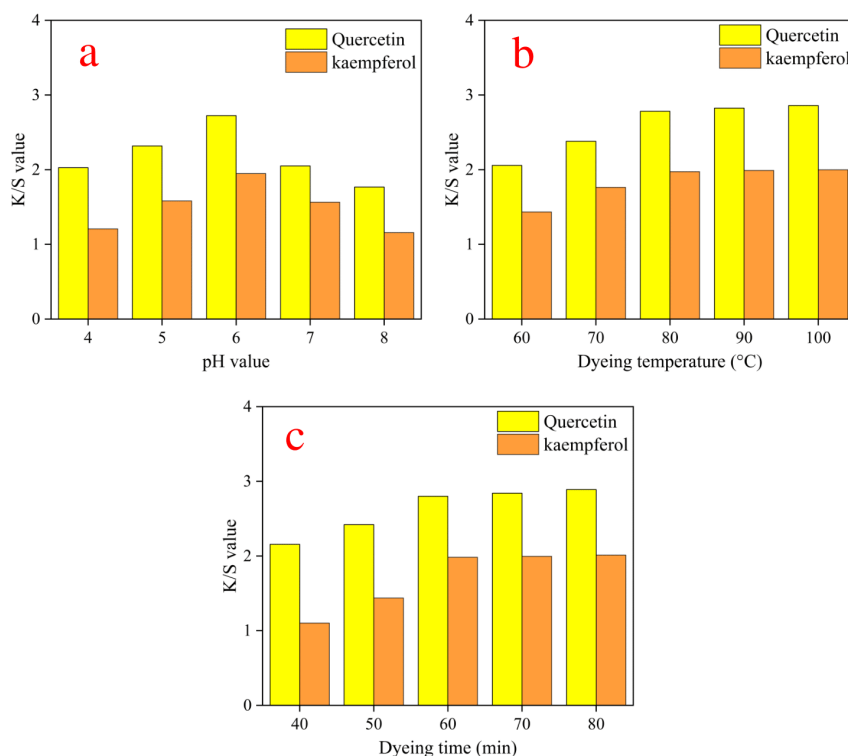 a
Quercetin
kaempferol
4
3
2
1
0
K/S value
4 5 6 7 8
pH value
b
Quercetin
kaempferol
4
3
2
1
0
K/S value
60 70 80 90 100
Dyeing temperature (°C)
c
Quercetin
kaempferol
4
3
2
1
0
K/S value
40 50 60 70 80
Dyeing time (min)